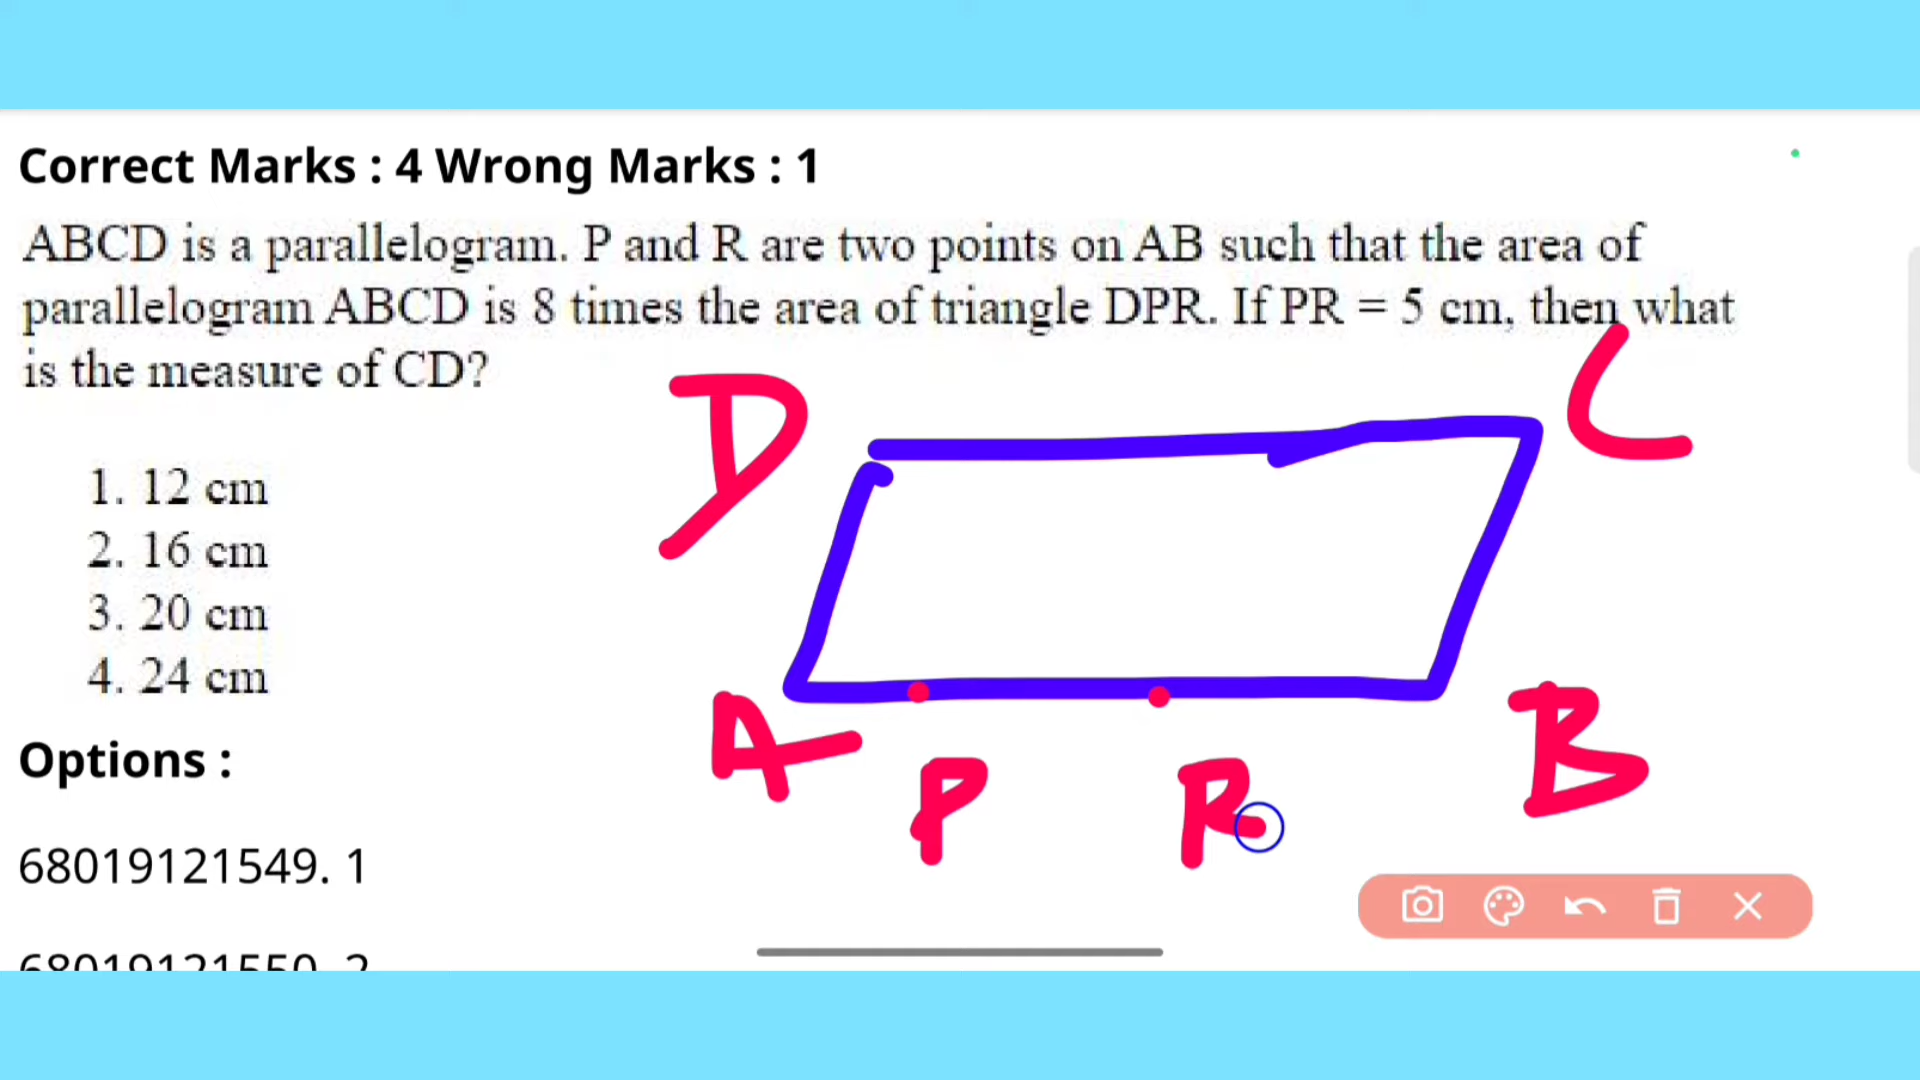 Correct Marks : 4 Wrong Marks : 1
ABCD is a parallelogram. P and R are two points on AB such that the area of
parallelogram ABCD is 8 times the area of triangle DPR. If PR = 5 cm, then what
is the measure of CD?
D C
1. 12 cm
2. 16 cm
3. 20 cm
4. 24 cm
A P R B
Options :
68019121549. 1
68019121550. 2